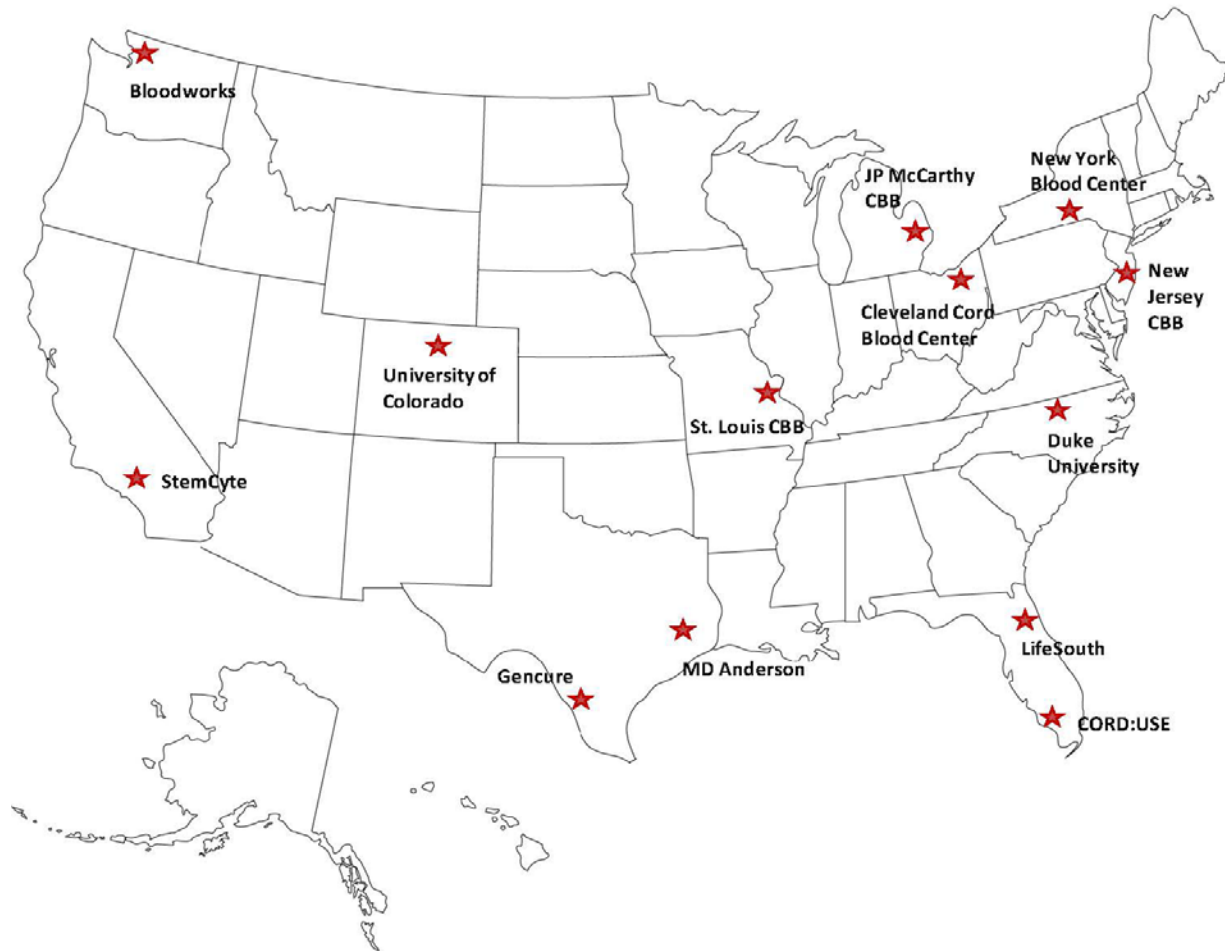 Bloodworks
New York
Blood Center
JP McCarthy
CBB
New
Jersey
CBB
Cleveland Cord
Blood Center
University of
Colorado
St. Louis CBB
Duke
University
StemCyte
LifeSouth
Gencure
MD Anderson
CORD:USE